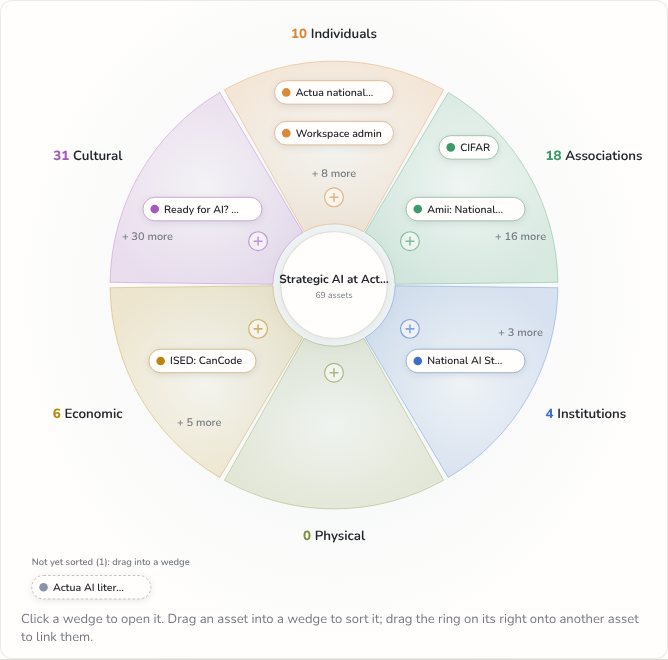 10 Individuals
Actua national...
Workspace admin
+ 8 more
31 Cultural
18 Associations
CIFAR
Ready for AI? ...
Amii: National...
+ 30 more
+ 16 more
Strategic AI at Act...
69 assets
+ 3 more
ISED: CanCode
National AI St...
6 Economic
4 Institutions
+ 5 more
0 Physical
Not yet sorted (1): drag into a wedge
Actua AI liter...
Click a wedge to open it. Drag an asset into a wedge to sort it; drag the ring on its right onto another asset
to link them.